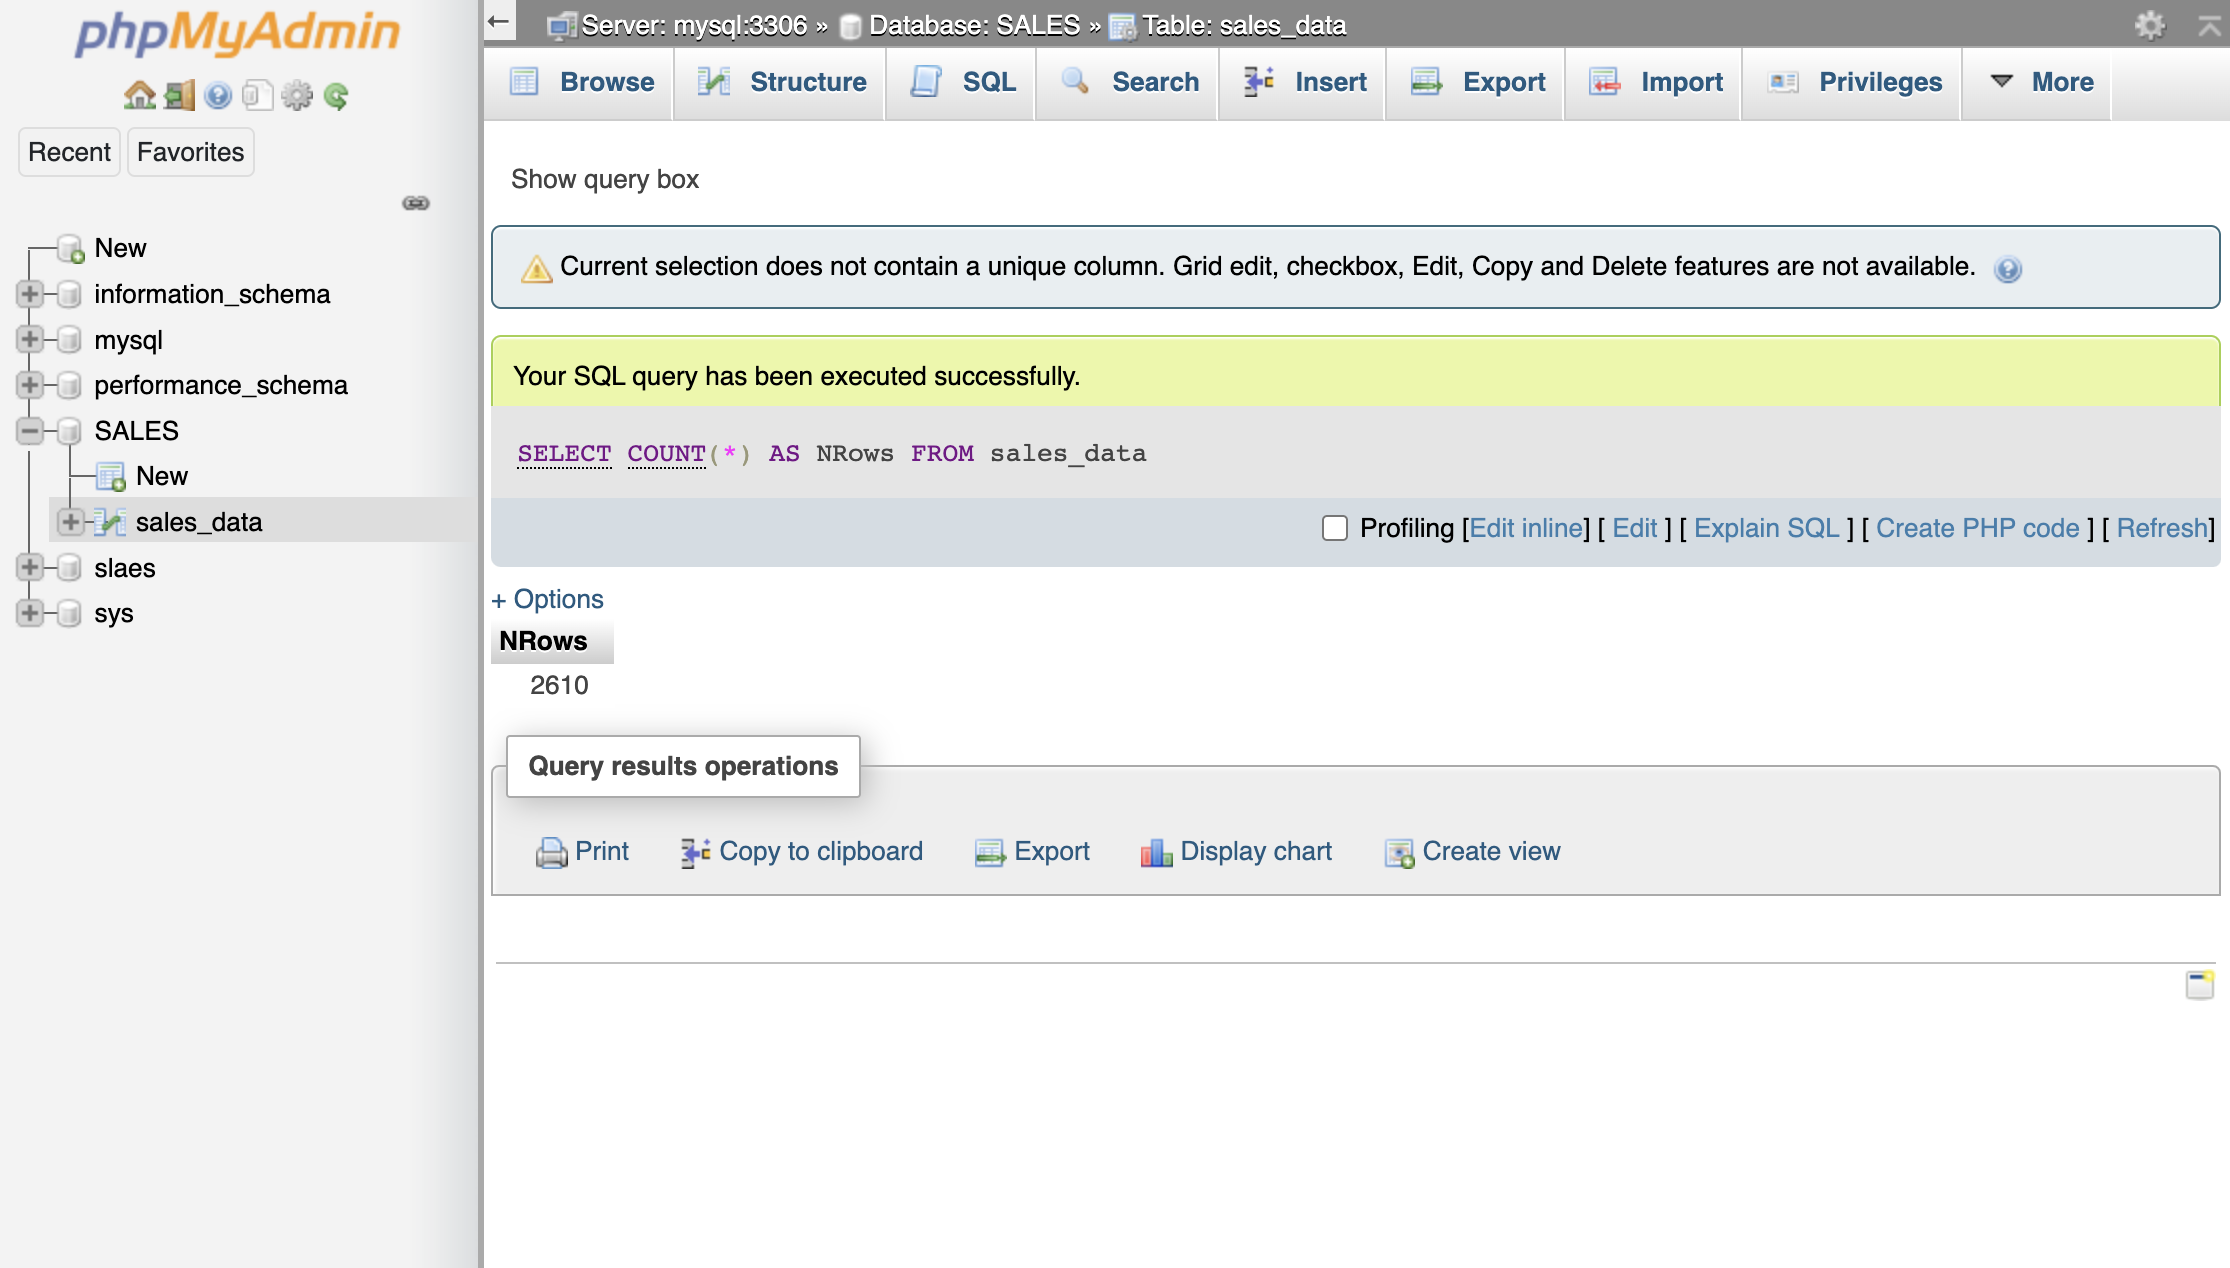 phpMyAdmin
Recent Favorites
New
information_schema
mysql
performance_schema
SALES
New
sales_data
slaes
sys
Server: mysql:3306 » Database: SALES » Table: sales_data
Browse Structure SQL Search Insert Export Import Privileges More
Show query box
Current selection does not contain a unique column. Grid edit, checkbox, Edit, Copy and Delete features are not available.
Your SQL query has been executed successfully.
SELECT COUNT(*) AS NRows FROM sales_data
Profiling [Edit inline] [ Edit ] [ Explain SQL ] [ Create PHP code ] [ Refresh]
+ Options
NRows
2610
Query results operations
Print Copy to clipboard Export Display chart Create view